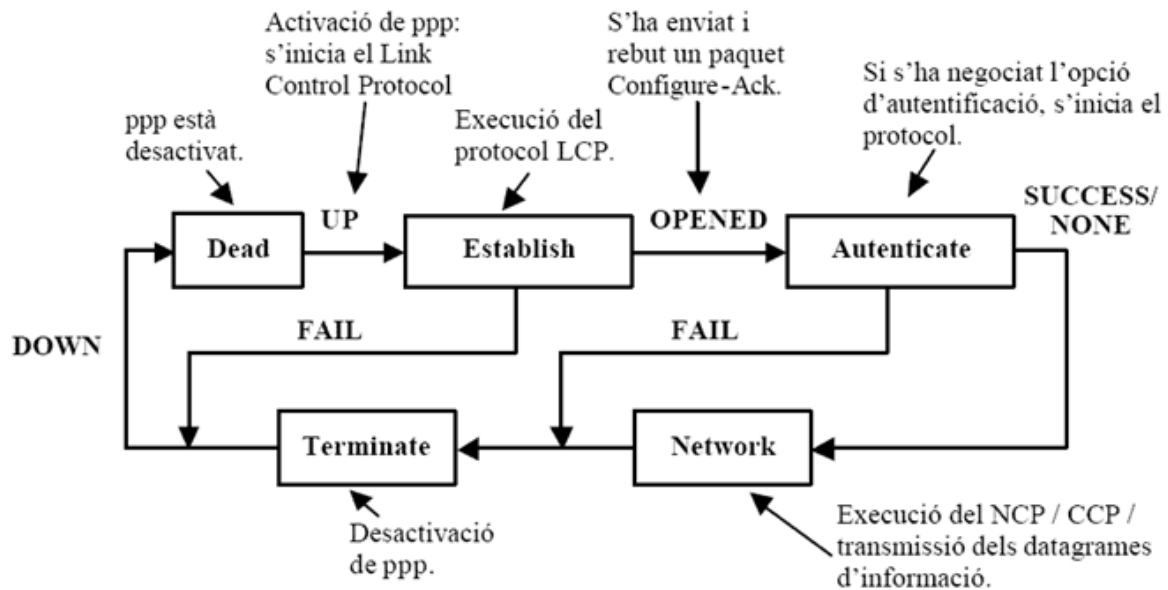 Activació de ppp:
s'inicia el Link
Control Protocol
S'ha enviat i
rebut un paquet
Configure-Ack.
Si s'ha negociat l'opció
d'autentificació, s'inicia el
protocol.
ppp està
desactivat.
Execució del
protocol LCP.
UP
OPENED
SUCCESS/
NONE
Dead
Establish
Autenticate
DOWN
FAIL
FAIL
Terminate
Network
Desactivació
de ppp.
Execució del NCP / CCP /
transmissió dels datagrames
d'informació.